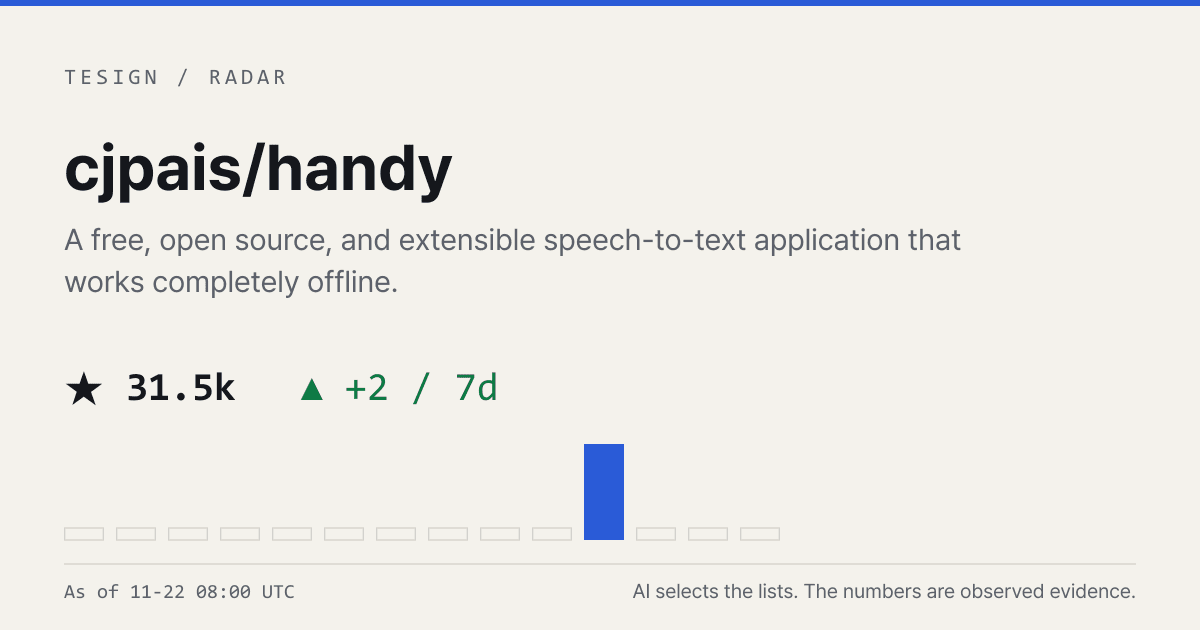 TESIGN / RADAR
cjpais/handy
A free, open source, and extensible speech-to-text application that
works completely offline.
★ 31.5k ▲ +2 / 7d
As of 11-22 08:00 UTC
AI selects the lists. The numbers are observed evidence.